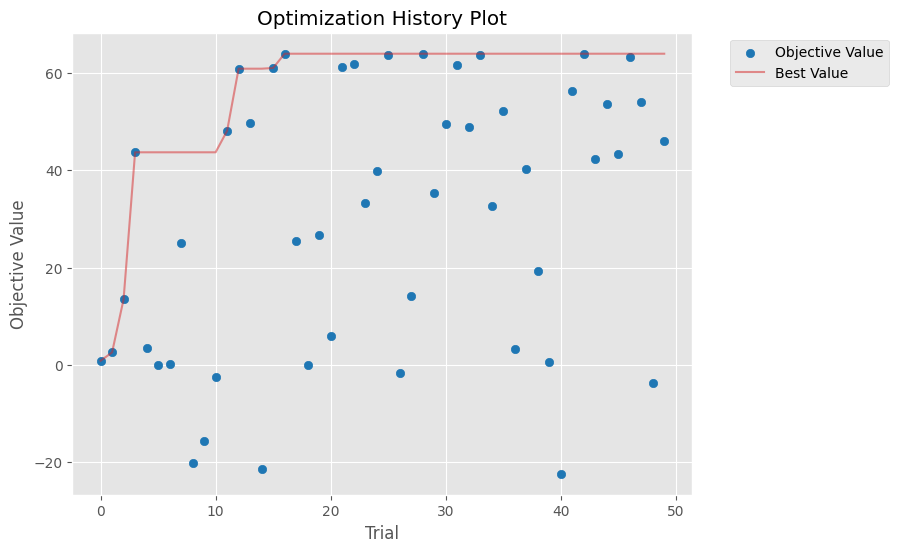 Optimization History Plot
Objective Value
Best Value
Objective Value
60
40
20
0
−20
0 10 20 30 40 50
Trial